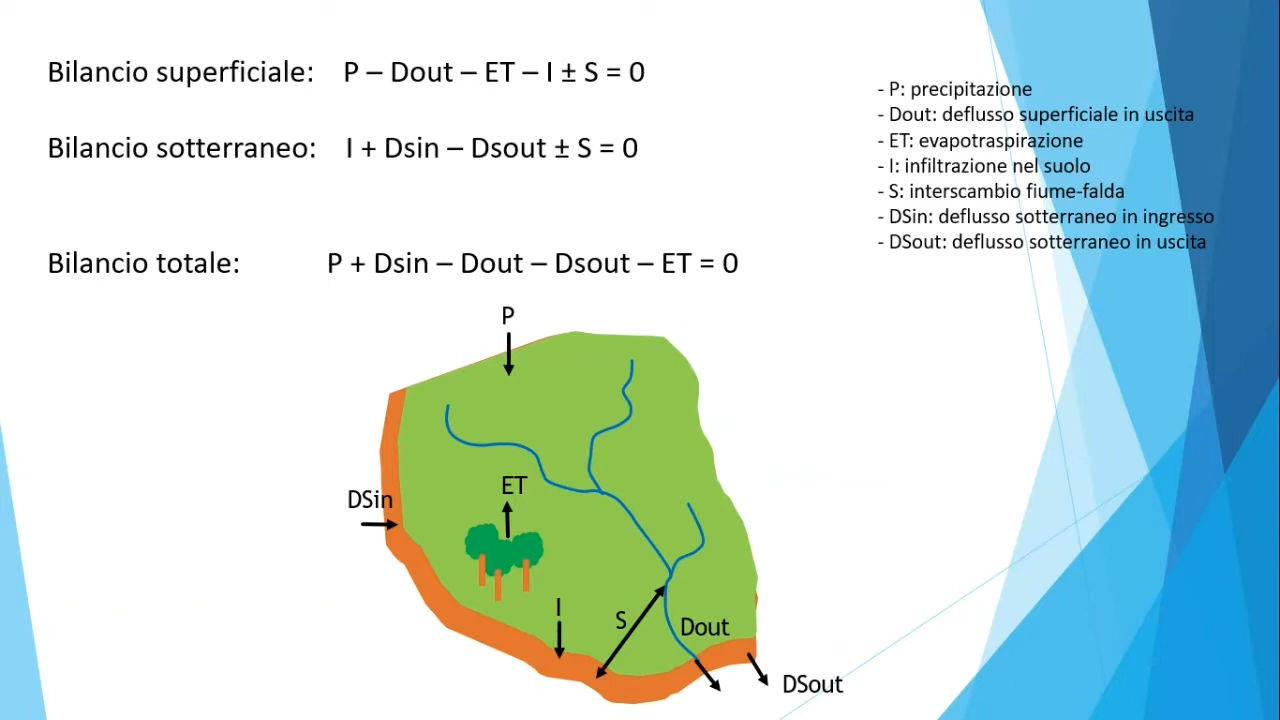 Bilancio superficiale: P – Dout – ET – I ± S = 0
Bilancio sotterraneo: I + Dsin – Dsout ± S = 0
Bilancio totale: P + Dsin – Dout – Dsout – ET = 0
- P: precipitazione
- Dout: deflusso superficiale in uscita
- ET: evapotraspirazione
- I: infiltrazione nel suolo
- S: interscambio fiume-falda
- DSin: deflusso sotterraneo in ingresso
- DSout: deflusso sotterraneo in uscita
P
ET
DSin
I
S
Dout
DSout